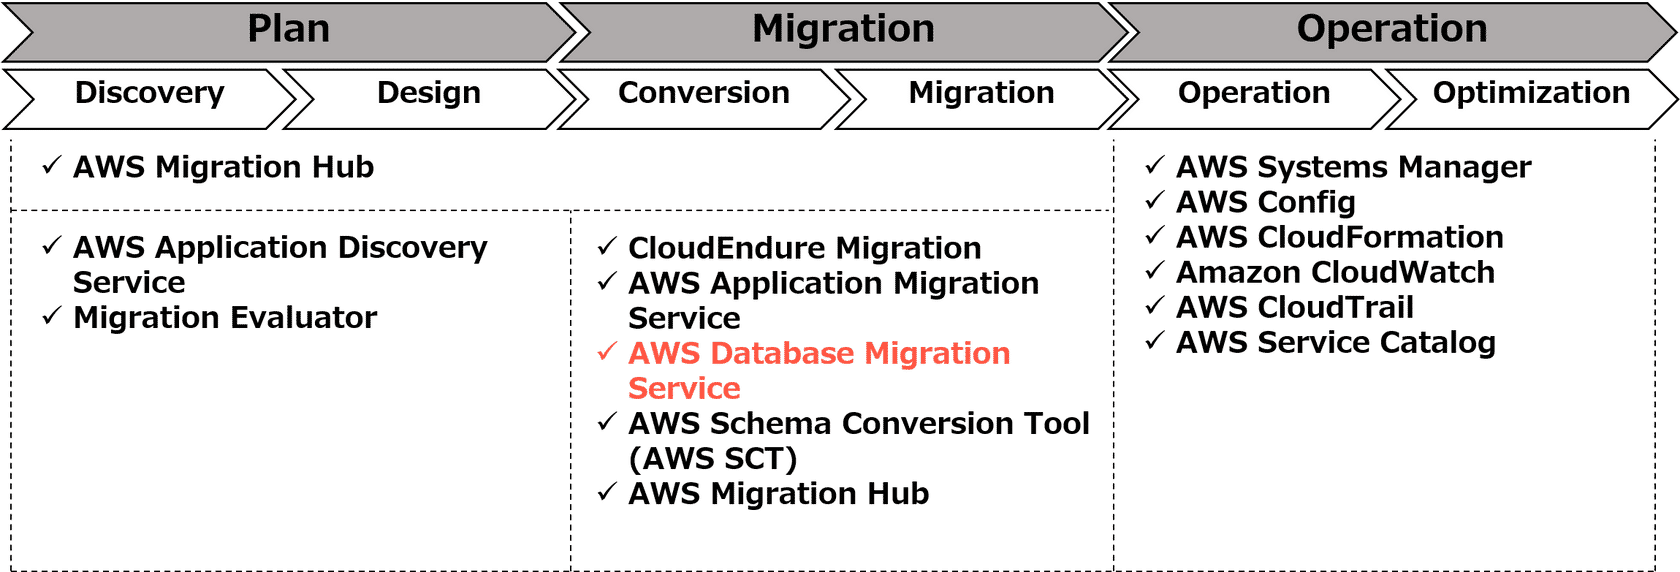 Plan
Migration
Operation
Discovery
Design
Conversion
Migration
Operation
Optimization
✓ AWS Migration Hub
✓ AWS Application Discovery
Service
✓ Migration Evaluator
✓ CloudEndure Migration
✓ AWS Application Migration
Service
✓ AWS Database Migration
Service
✓ AWS Schema Conversion Tool
(AWS SCT)
✓ AWS Migration Hub
✓ AWS Systems Manager
✓ AWS Config
✓ AWS CloudFormation
✓ Amazon CloudWatch
✓ AWS CloudTrail
✓ AWS Service Catalog